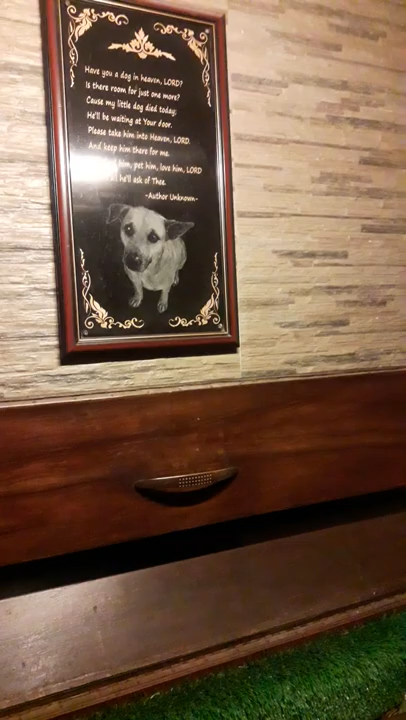 Have you a dog in heaven, LORD?
Is there room for just one more?
Cause my little dog died today;
He'll be waiting at Your door.
Please take him into Heaven, LORD.
And keep him there for me.
him, pet him, love him, LORD
he'll ask of Thee.
-Author Unknown-